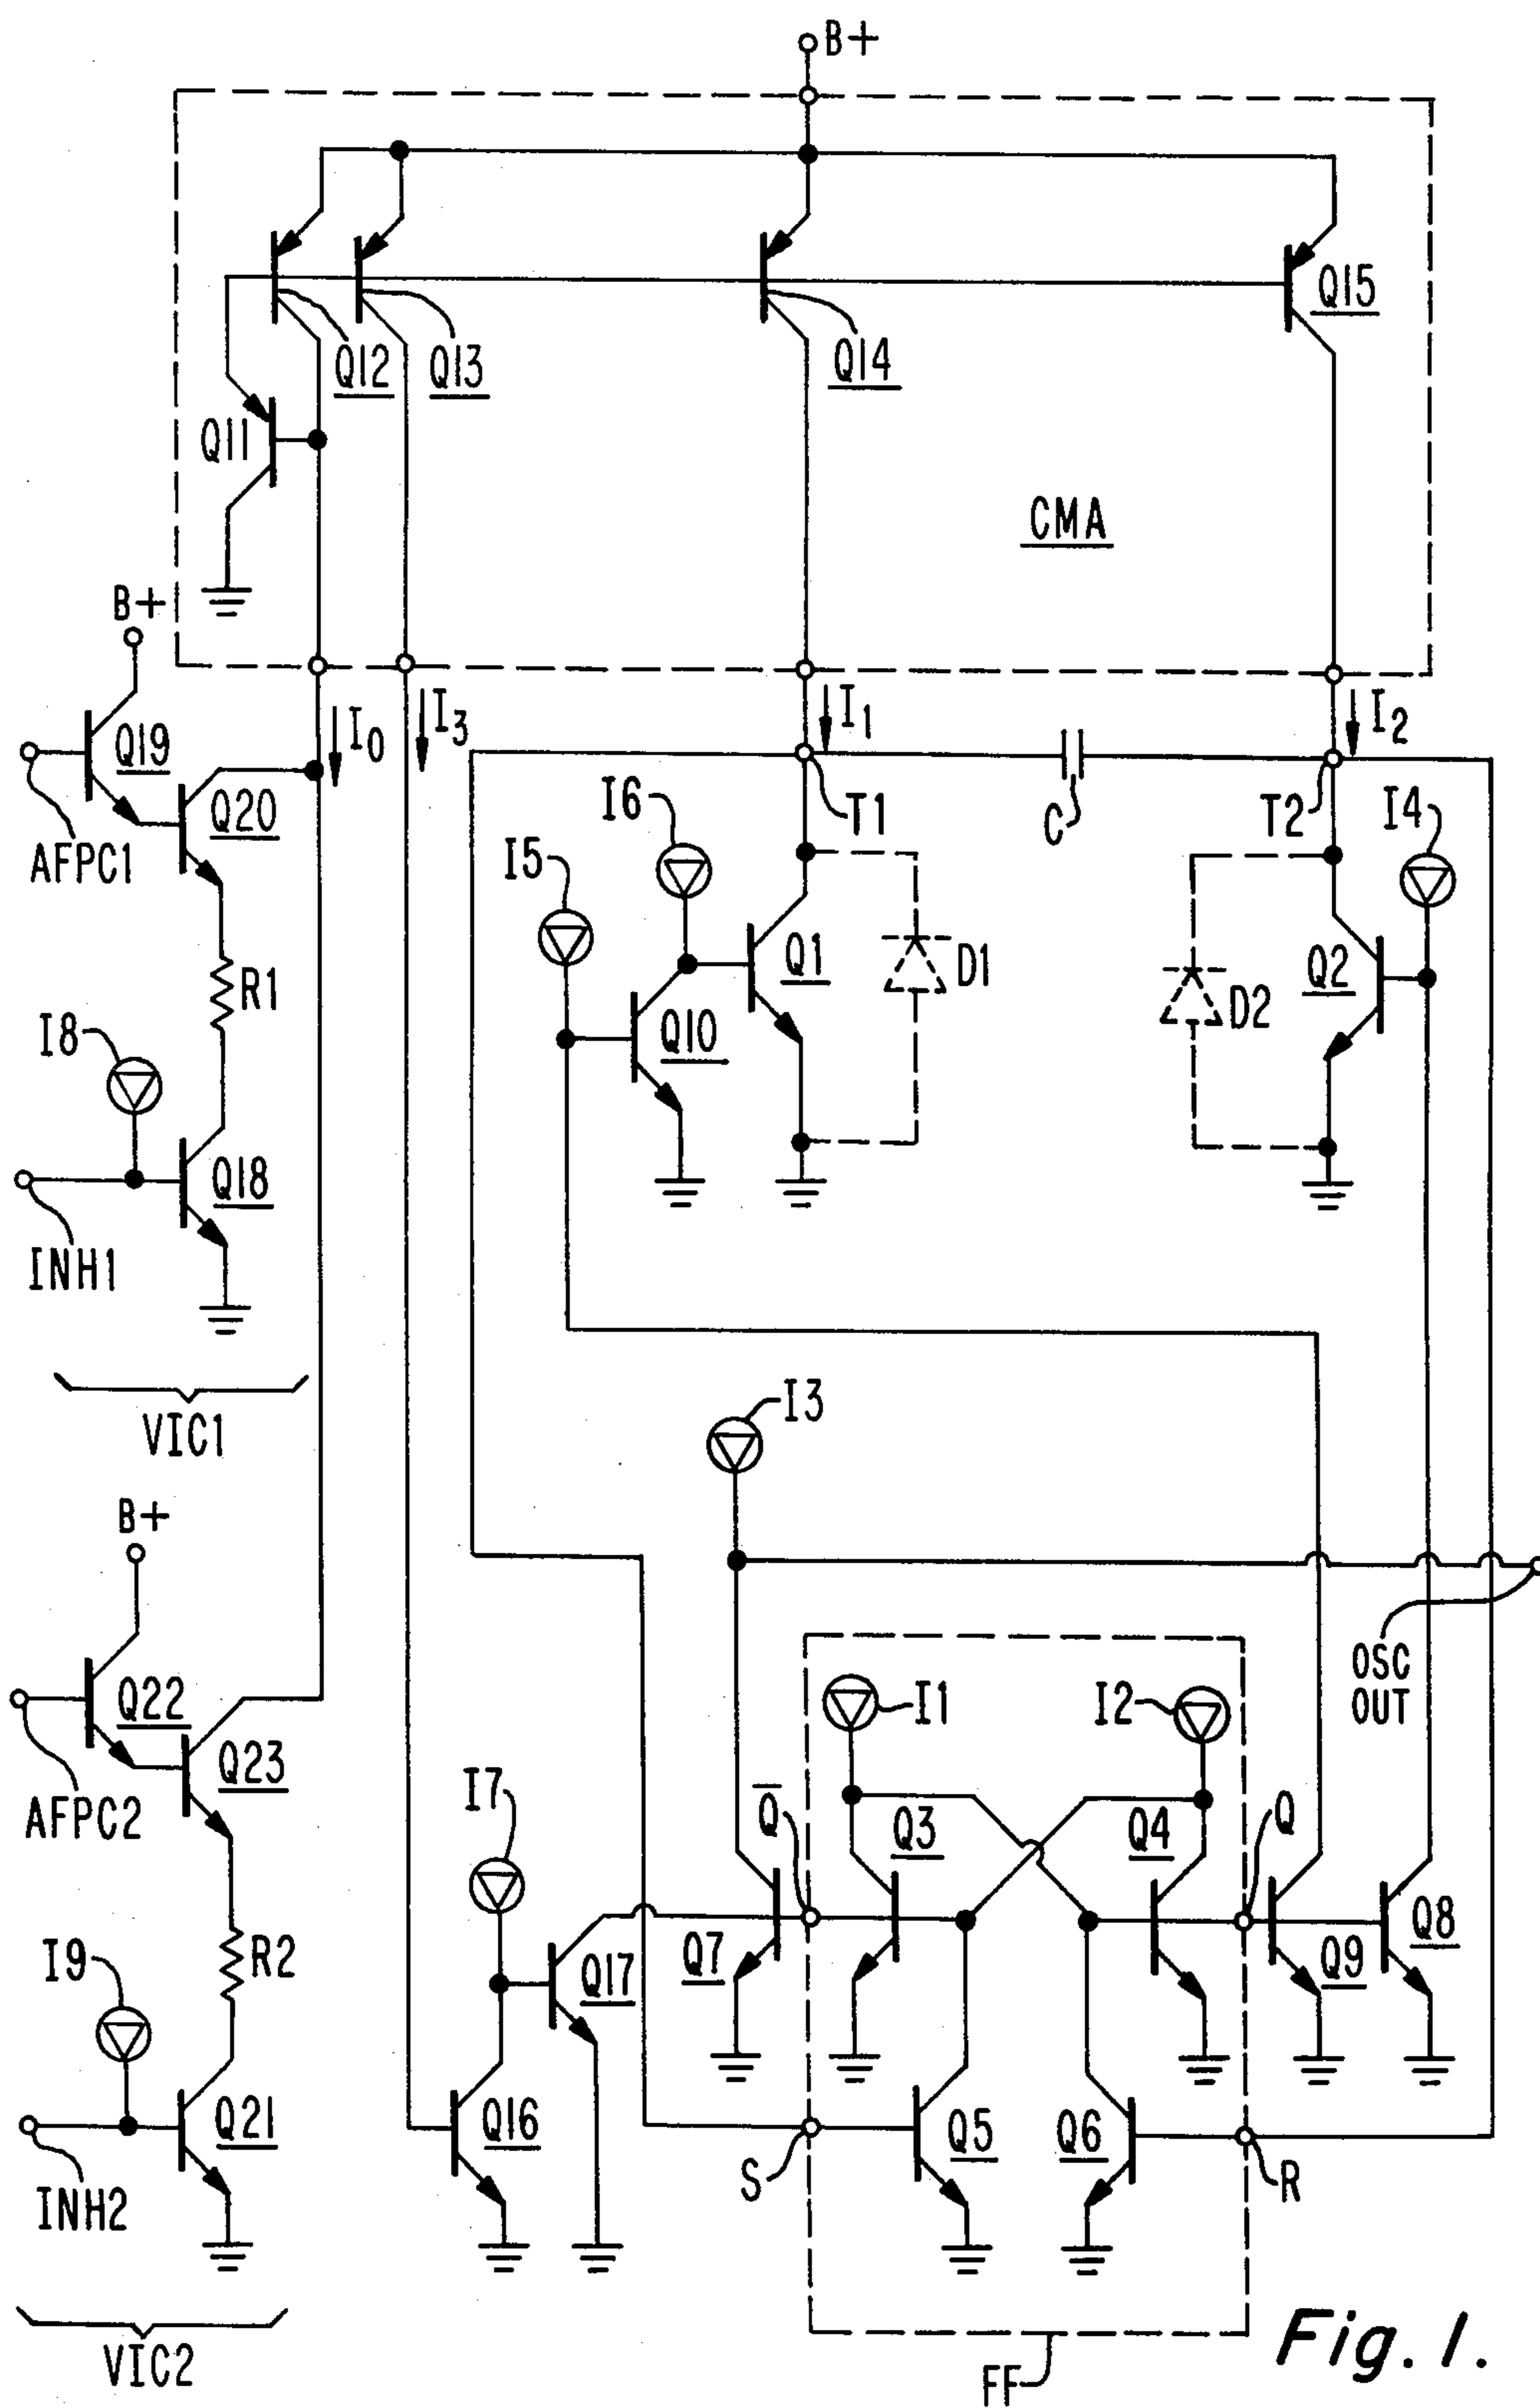 B+
Q12
Q13
Q14
Q15
Q11
CMA
B+
Q19
I0
I3
I1
I2
AFPC1
Q20
I6
T1
C
T2
I4
I5
R1
Q10
Q1
D1
Q2
D2
I8
Q18
INH1
VIC1
I3
B+
OSC
OUT
Q22
I1
I2
AFPC2
Q23
I7
Q̅
Q3
Q4
Q
I9
R2
Q17
Q7
Q9
Q8
Q21
Q16
Q5
Q6
S
R
INH2
VIC2
FF
Fig. 1.